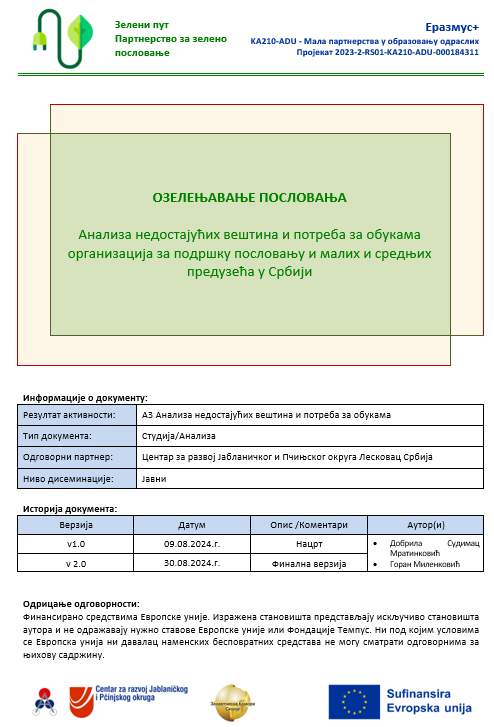 Зелени пут
Партнерство за зелено
пословање
Еразмус+
KA210-ADU - Мала партнерства у образовању одраслих
Пројекат 2023-2-RS01-KA210-ADU-000184311
ОЗЕЛЕЊАВАЊЕ ПОСЛОВАЊА
Анализа недостајућих вештина и потреба за обукама
организација за подршку пословању и малих и средњих
предузећа у Србији
Информације о документу:
Резултат активности: А3 Анализа недостајућих вештина и потреба за обукама
Тип документа: Студија/Анализа
Одговорни партнер: Центар за развој Јабланичког и Пчињског округа Лесковац Србија
Ниво дисеминације: Јавни
Историја документа:
Верзија Датум Опис /Коментари Аутор(и)
v1.0 09.08.2024.г. Нацрт • Добрила Судимац
Мратинковић
v 2.0 30.08.2024.г. Финална верзија • Горан Миленковић
Одрицање одговорности:
Финансирано средствима Европске уније. Изражена становишта представљају искључиво становишта
аутора и не одражавају нужно ставове Европске уније или Фондације Темпус. Ни под којим условима
се Европска унија ни давалац наменских бесповратних средстава не могу сматрати одговорнима за
њихову садржину.
Centar za razvoj Jablaničkog
i Pčinjskog okruga
Sufinansira
Evropska unija